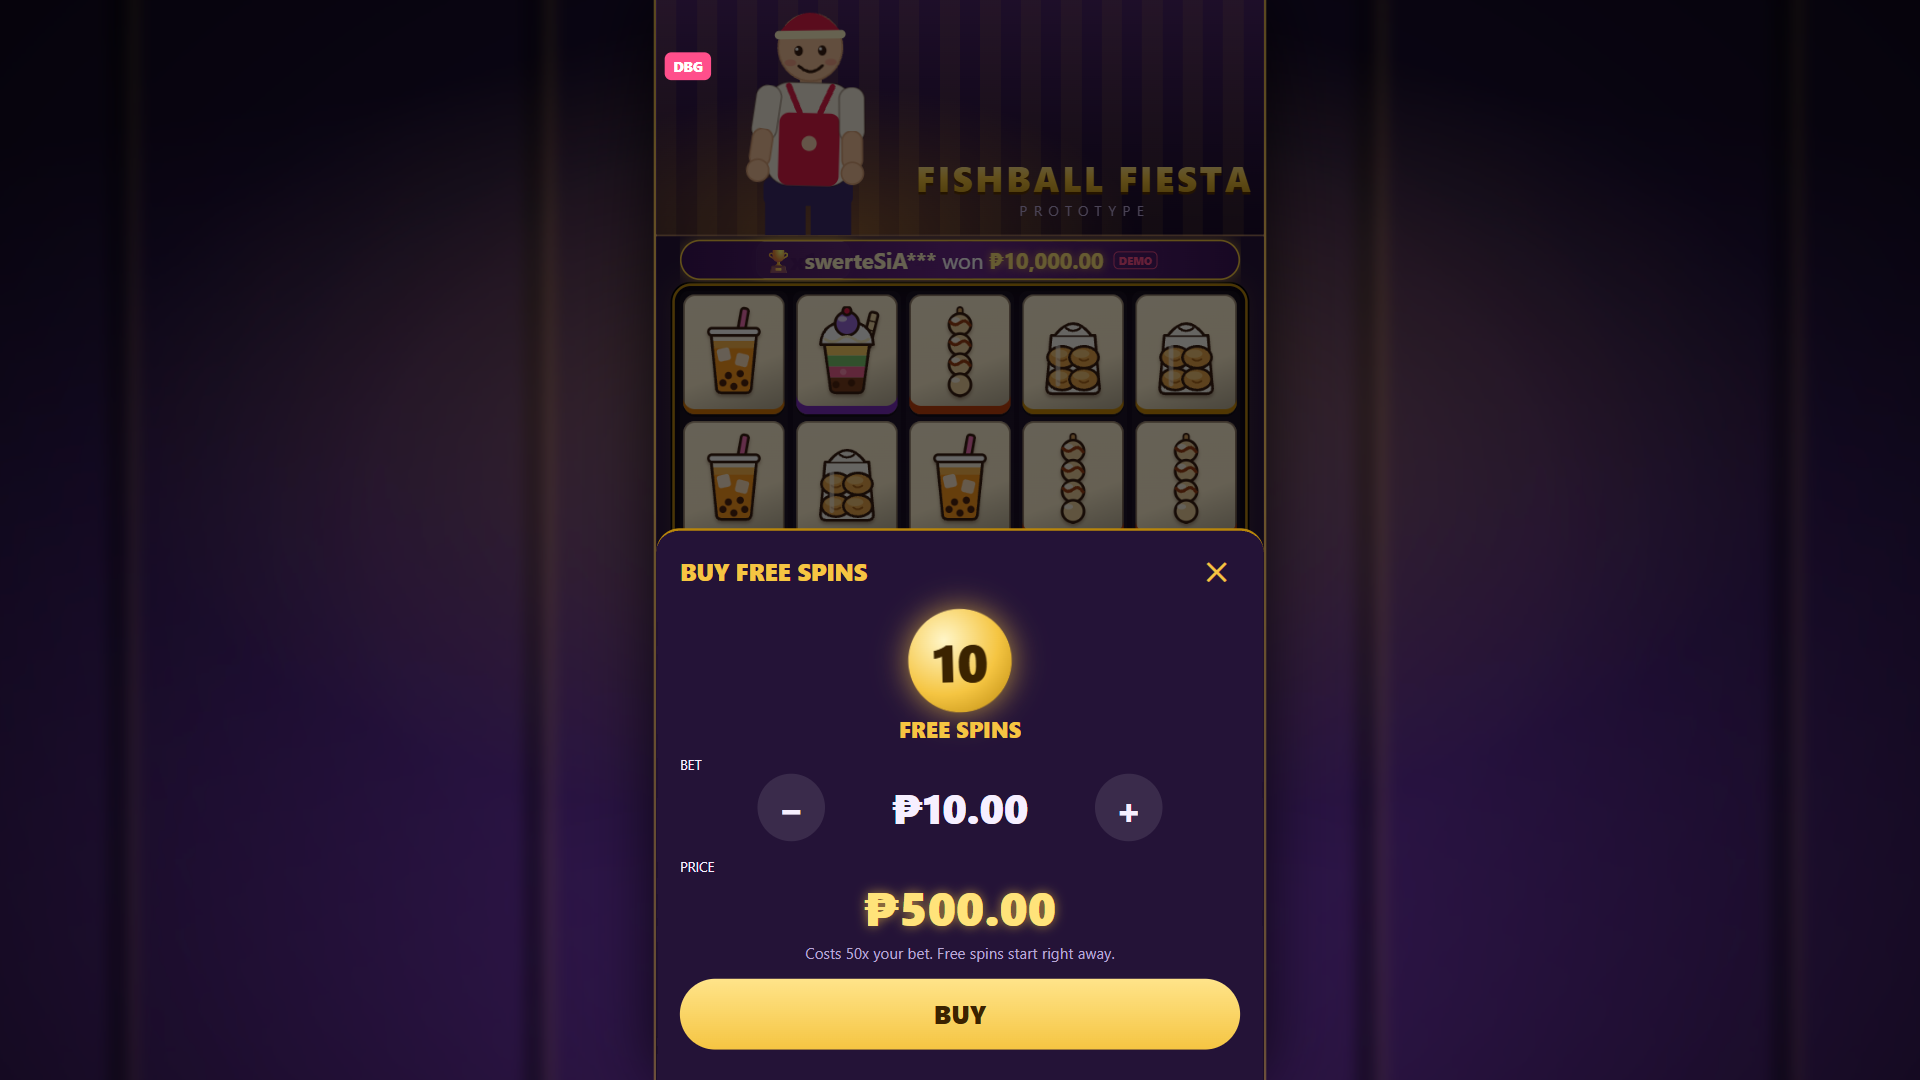 DBG
FISHBALL FIESTA
PROTOTYPE
🏆 swerteSiA*** won ₱10,000.00 DEMO
BUY FREE SPINS
10
FREE SPINS
BET
− ₱10.00 +
PRICE
₱500.00
Costs 50x your bet. Free spins start right away.
BUY